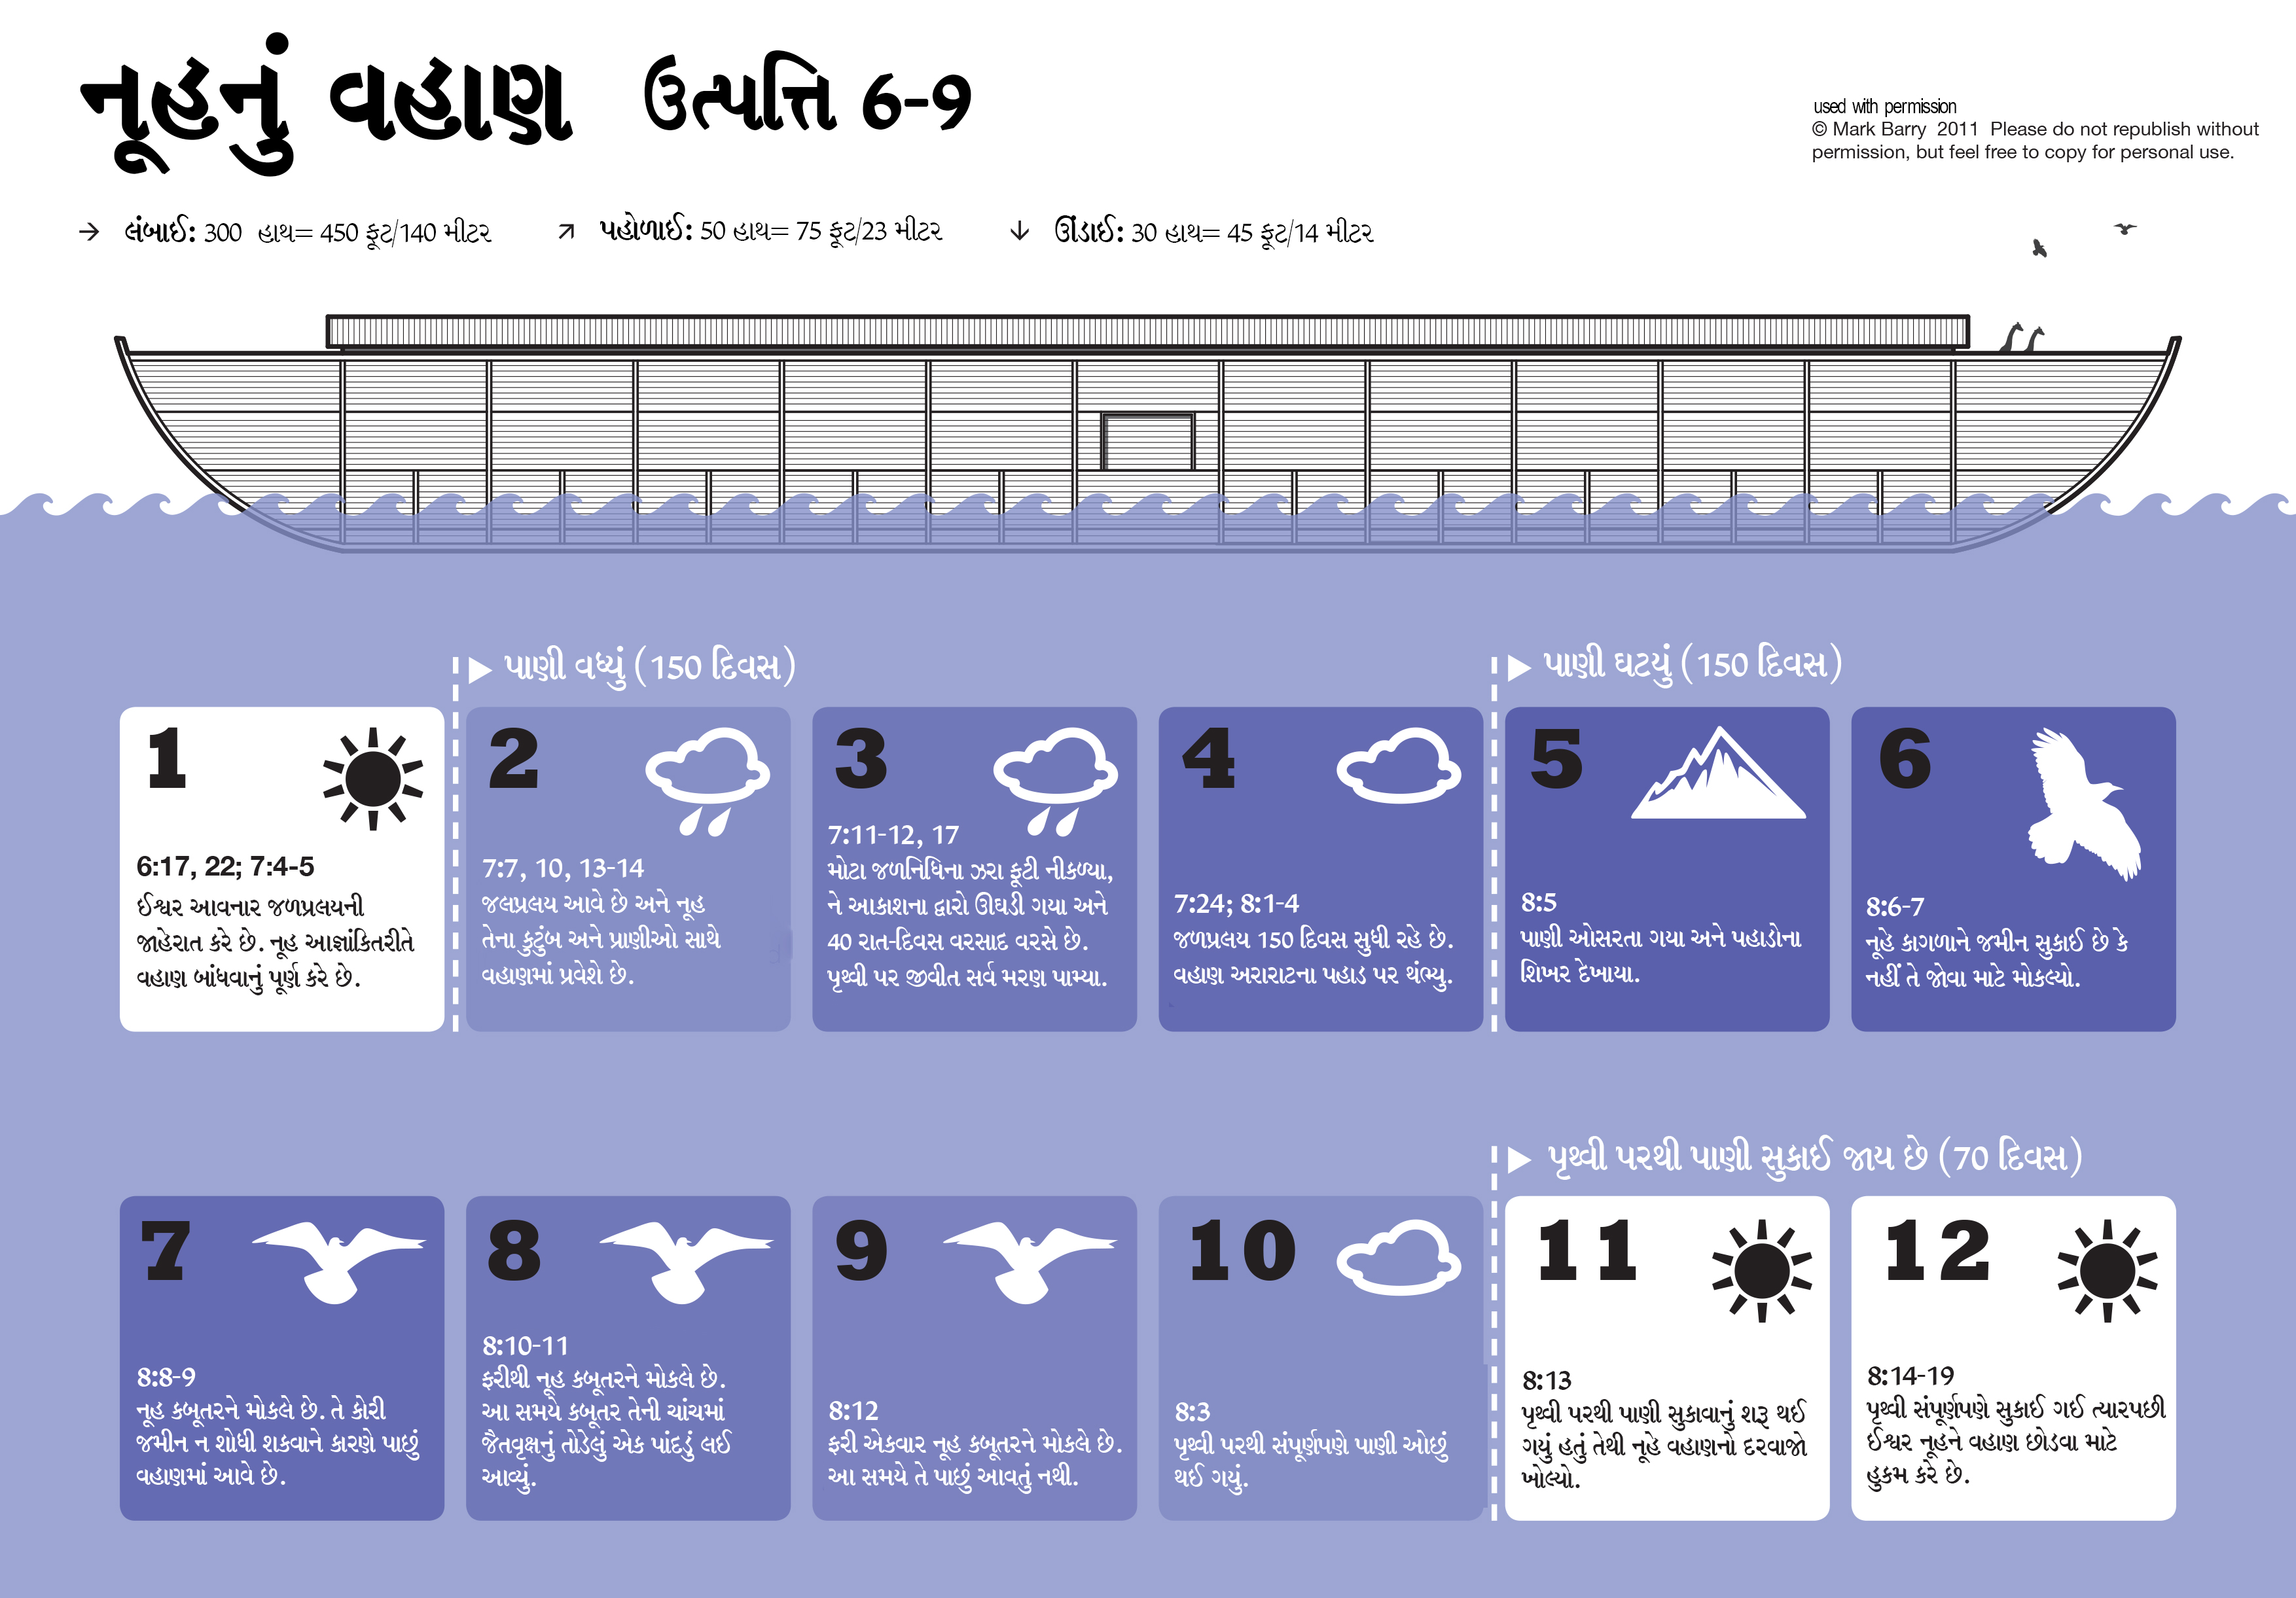 નૂહનું વહાણ ઉત્પત્તિ 6-9
used with permission
© Mark Barry 2011 Please do not republish without
permission, but feel free to copy for personal use.
→ લંબાઈ: 300 હાથ= 450 ફૂટ/140 મીટર ↗ પહોળાઈ: 50 હાથ= 75 ફૂટ/23 મીટર ↓ ઊંડાઈ: 30 હાથ= 45 ફૂટ/14 મીટર
▶ પાણી વધ્યું (150 દિવસ)
▶ પાણી ઘટયું (150 દિવસ)
1
6:17, 22; 7:4-5
ઈશ્વર આવનાર જળપ્રલયની
જાહેરાત કરે છે. નૂહ આજ્ઞાંકિતરીતે
વહાણ બાંધવાનું પૂર્ણ કરે છે.
2
7:7, 10, 13-14
જલપ્રલય આવે છે અને નૂહ
તેના કુટુંબ અને પ્રાણીઓ સાથે
વહાણમાં પ્રવેશે છે.
3
7:11-12, 17
મોટા જળનિધિના ઝરા ફૂટી નીકળ્યા,
ને આકાશના દ્વારો ઊઘડી ગયા અને
40 રાત-દિવસ વરસાદ વરસે છે.
પૃથ્વી પર જીવીત સર્વ મરણ પામ્યા.
4
7:24; 8:1-4
જળપ્રલય 150 દિવસ સુધી રહે છે.
વહાણ અરારાટના પહાડ પર થંભ્યુ.
5
8:5
પાણી ઓસરતા ગયા અને પહાડોના
શિખર દેખાયા.
6
8:6-7
નૂહે કાગળાને જમીન સુકાઈ છે કે
નહીં તે જોવા માટે મોકલ્યો.
▶ પૃથ્વી પરથી પાણી સુકાઈ જાય છે (70 દિવસ)
7
8:8-9
નૂહ કબૂતરને મોકલે છે. તે કોરી
જમીન ન શોધી શકવાને કારણે પાછું
વહાણમાં આવે છે.
8
8:10-11
ફરીથી નૂહ કબૂતરને મોકલે છે.
આ સમયે કબૂતર તેની ચાંચમાં
જૈતવૃક્ષનું તોડેલું એક પાંદડું લઈ
આવ્યું.
9
8:12
ફરી એકવાર નૂહ કબૂતરને મોકલે છે.
આ સમયે તે પાછું આવતું નથી.
10
8:3
પૃથ્વી પરથી સંપૂર્ણપણે પાણી ઓછું
થઈ ગયું.
11
8:13
પૃથ્વી પરથી પાણી સુકાવાનું શરૂ થઈ
ગયું હતું તેથી નૂહે વહાણનો દરવાજો
ખોલ્યો.
12
8:14-19
પૃથ્વી સંપૂર્ણપણે સુકાઈ ગઈ ત્યારપછી
ઈશ્વર નૂહને વહાણ છોડવા માટે
હુકમ કરે છે.